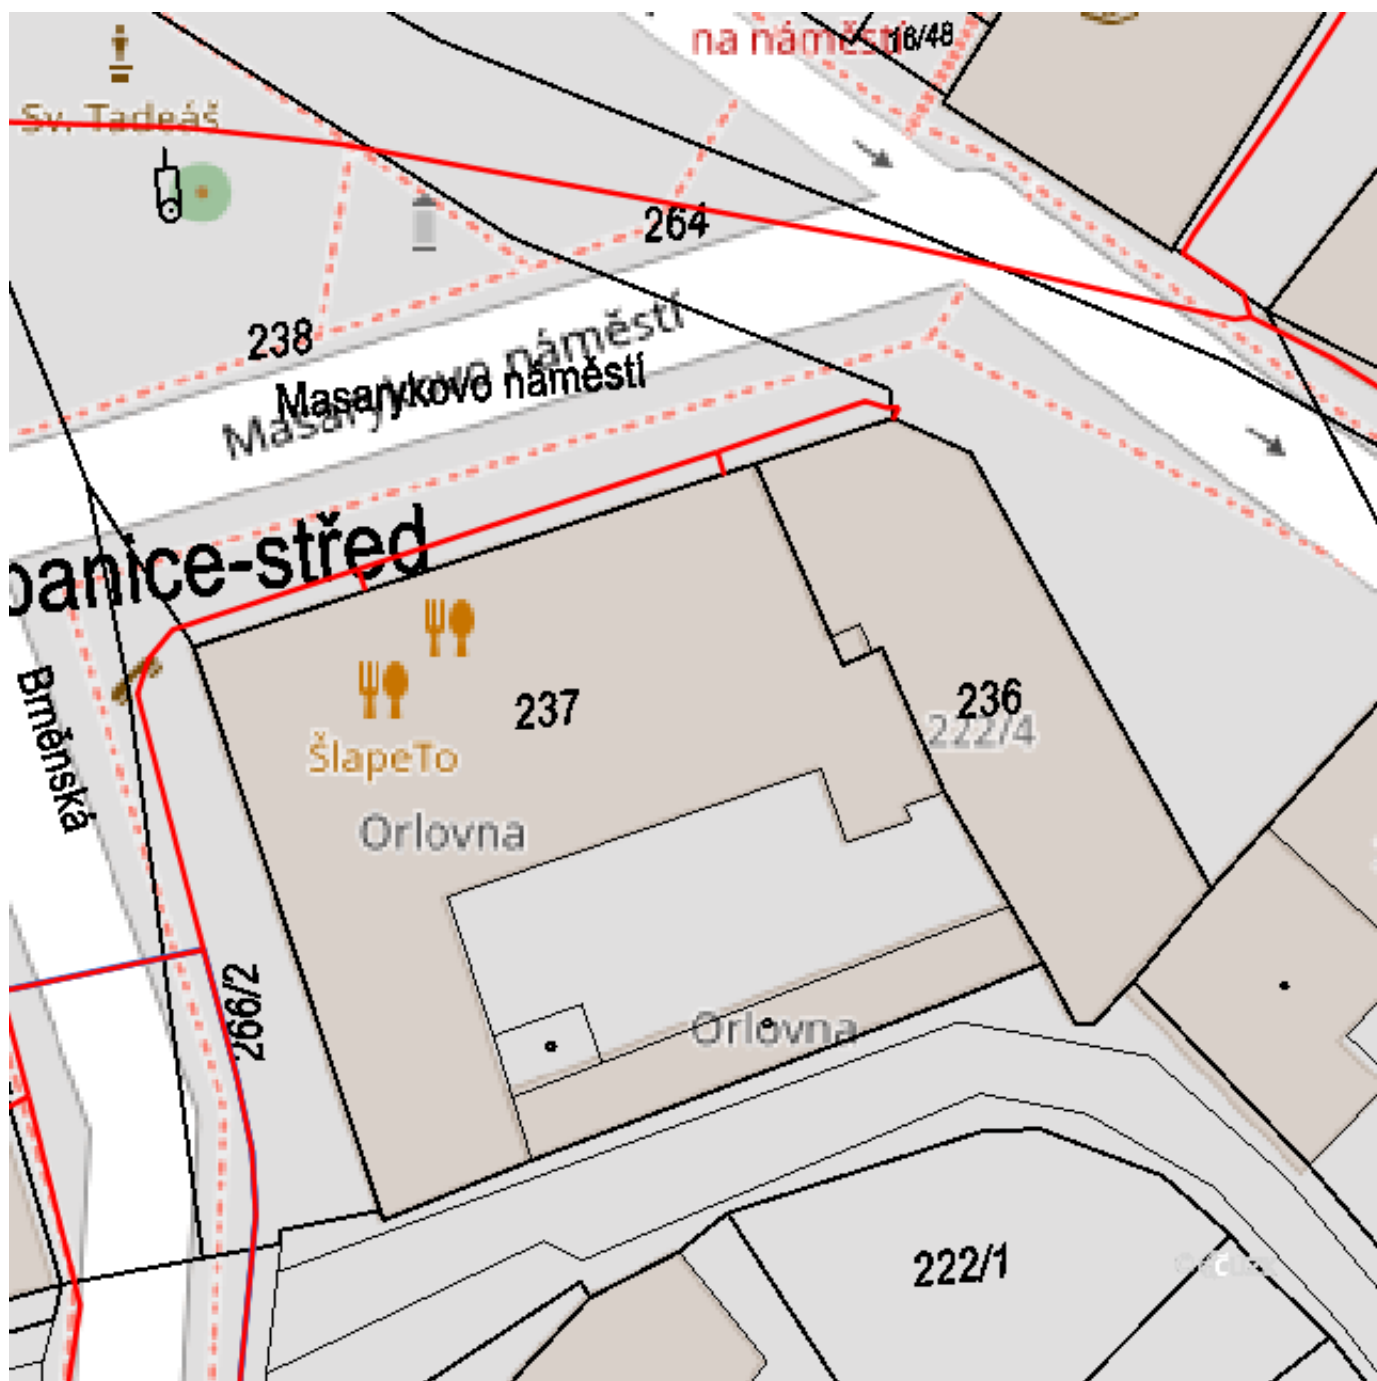 na náměstí
16/48
Sv. Tadeáš
264
238
Masarykovo náměstí
Masarykovo náměstí
panice-střed
237
236
222/4
ŠlapeTo
Brněnská
Orlovna
266/2
Orlovna
222/1